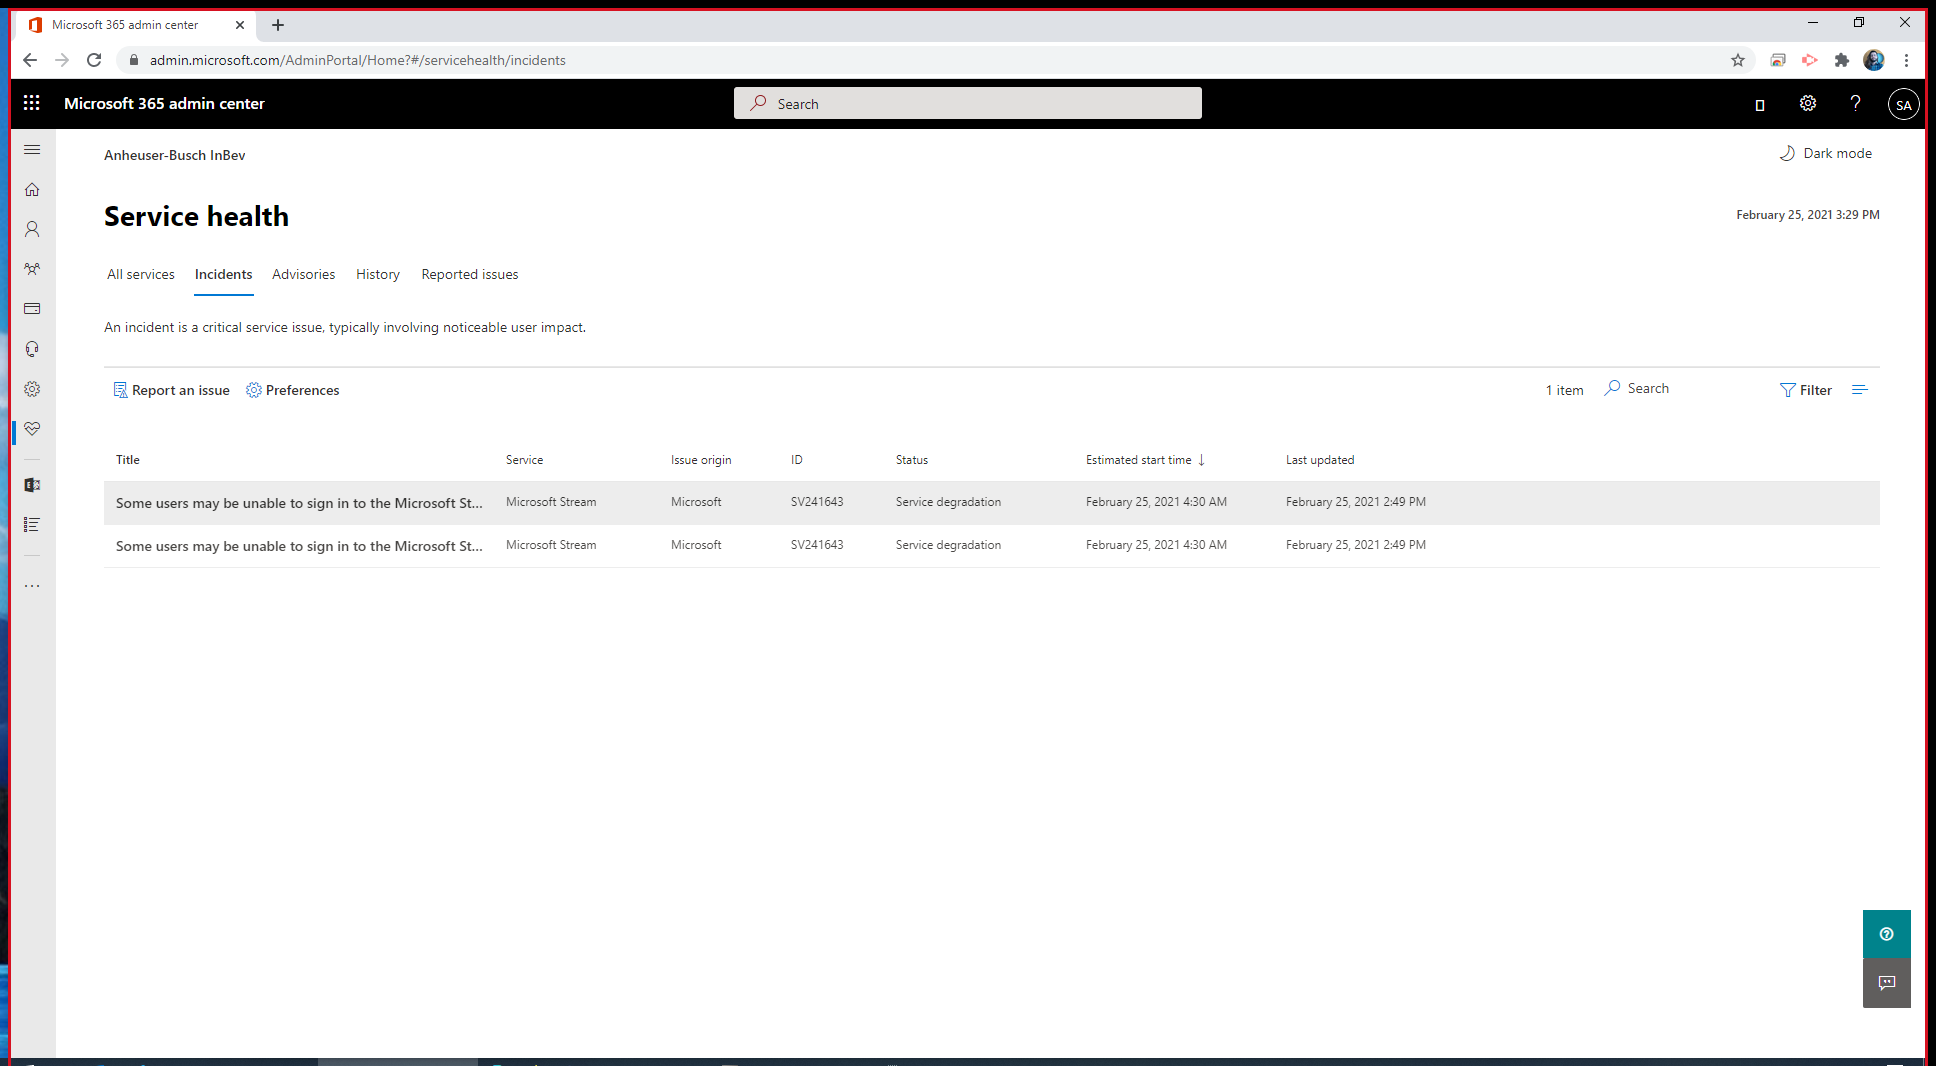 Microsoft 365 admin center
admin.microsoft.com/AdminPortal/Home?#/servicehealth/incidents
Microsoft 365 admin center
Search
SA
Anheuser-Busch InBev
Dark mode
Service health
February 25, 2021 3:29 PM
All services Incidents Advisories History Reported issues
An incident is a critical service issue, typically involving noticeable user impact.
Report an issue Preferences 1 item Search Filter
Title Service Issue origin ID Status Estimated start time ↓ Last updated
Some users may be unable to sign in to the Microsoft St... Microsoft Stream Microsoft SV241643 Service degradation February 25, 2021 4:30 AM February 25, 2021 2:49 PM
Some users may be unable to sign in to the Microsoft St... Microsoft Stream Microsoft SV241643 Service degradation February 25, 2021 4:30 AM February 25, 2021 2:49 PM